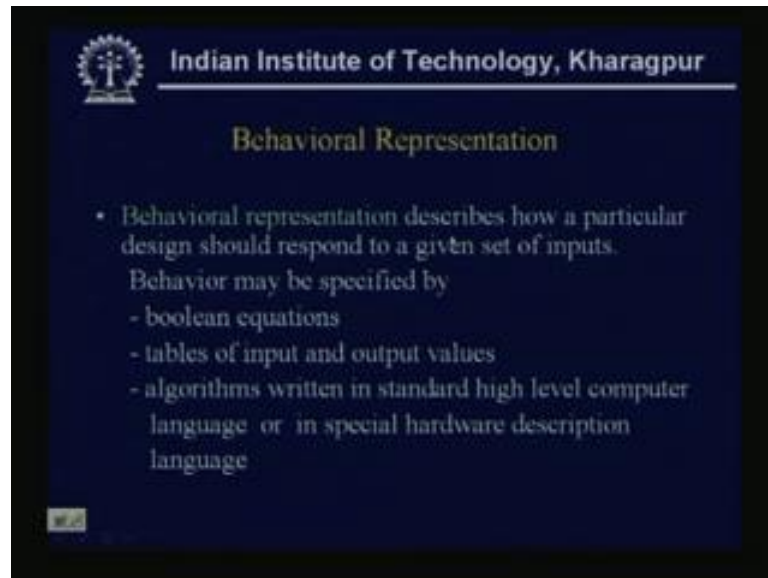 Indian Institute of Technology, Kharagpur
Behavioral Representation
• Behavioral representation describes how a particular
design should respond to a given set of inputs.
Behavior may be specified by
- boolean equations
- tables of input and output values
- algorithms written in standard high level computer
language or in special hardware description
language